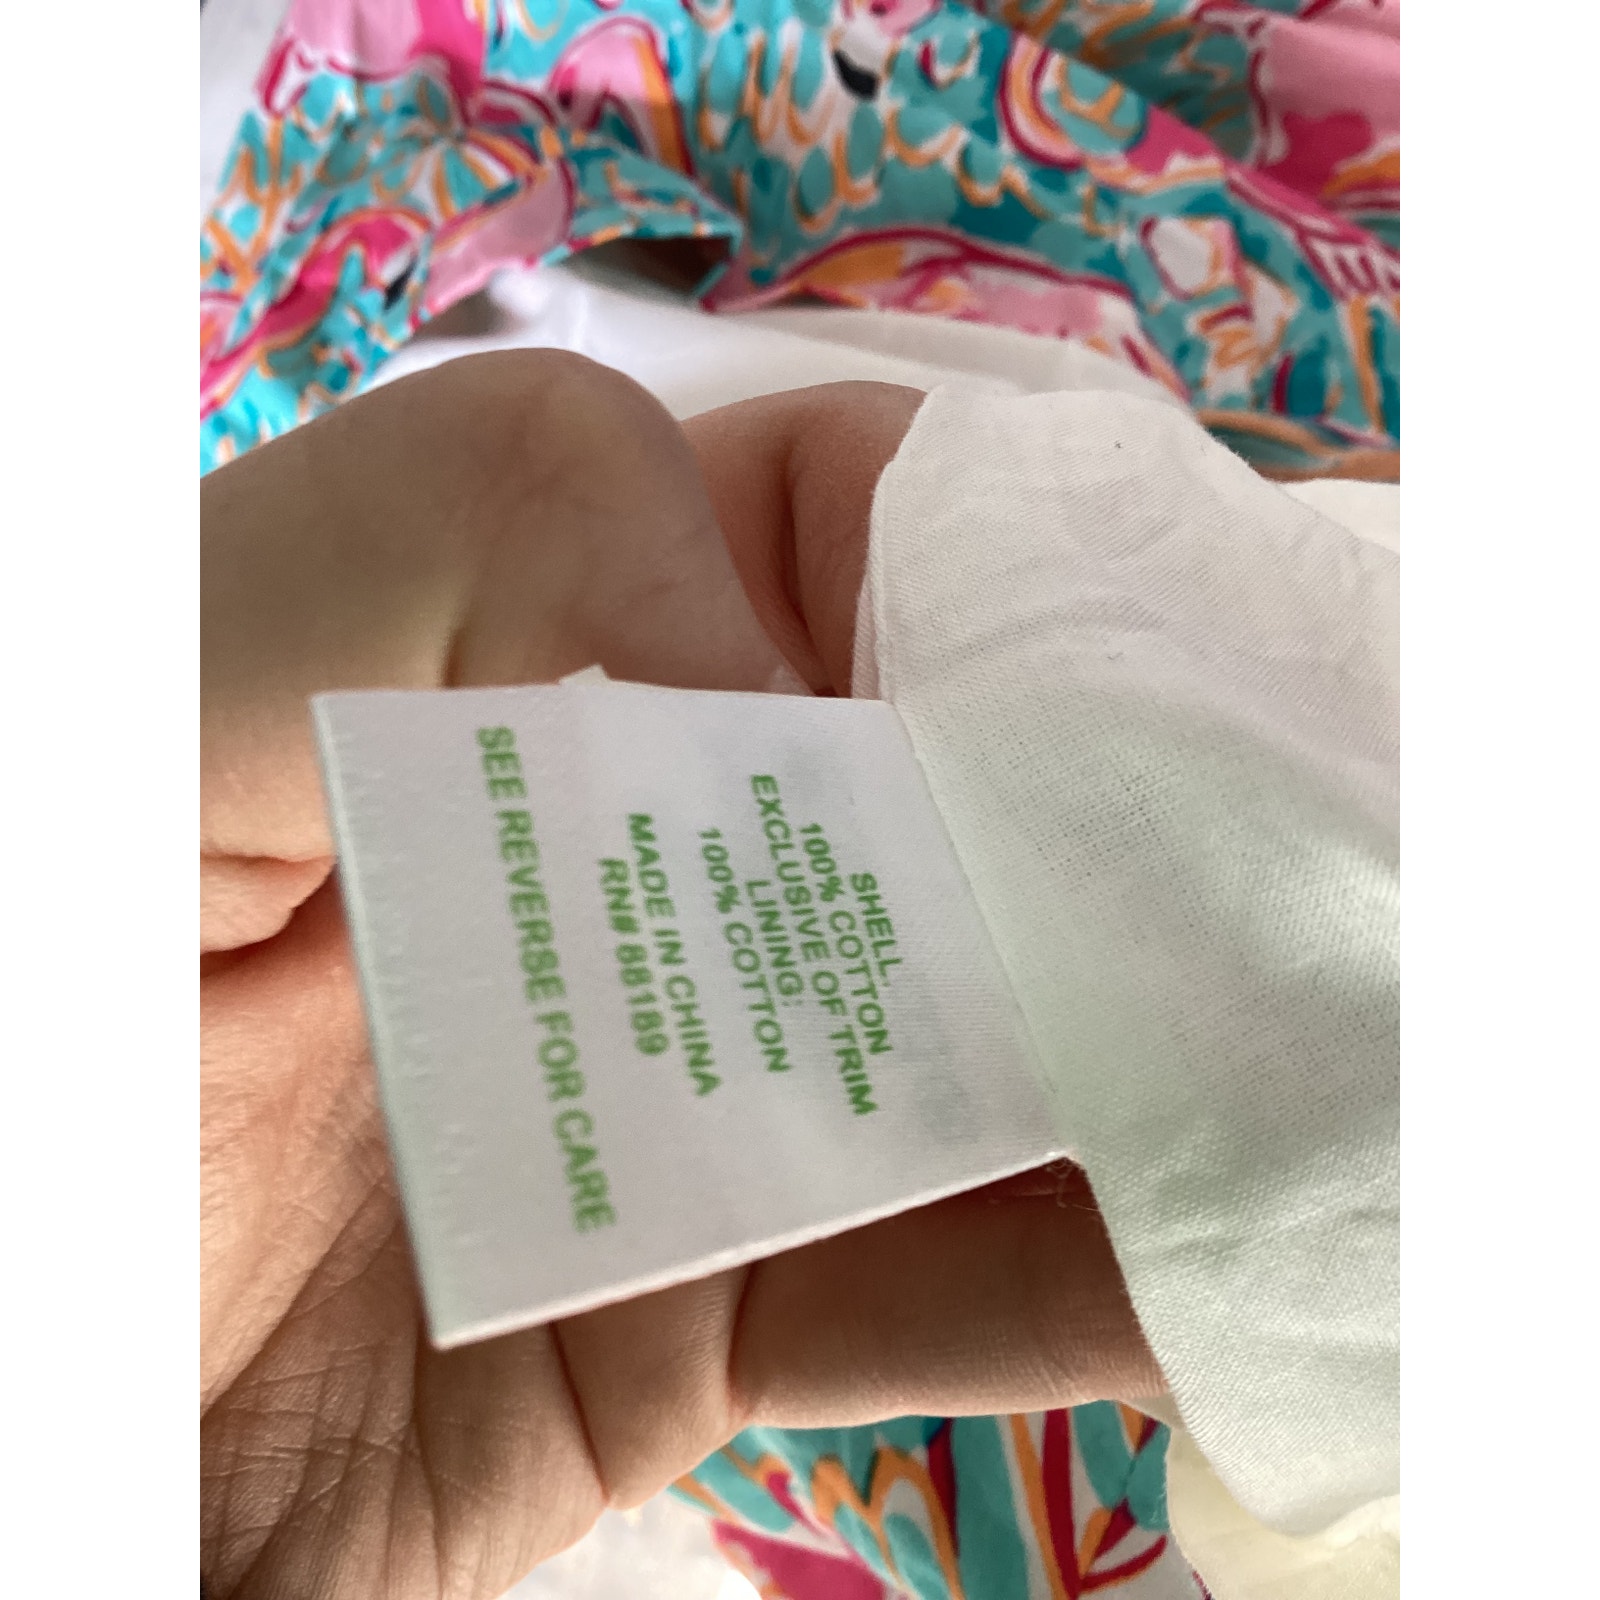 SHELL:
100% COTTON
EXCLUSIVE OF TRIM
LINING:
100% COTTON
MADE IN CHINA
RN# 88189
SEE REVERSE FOR CARE